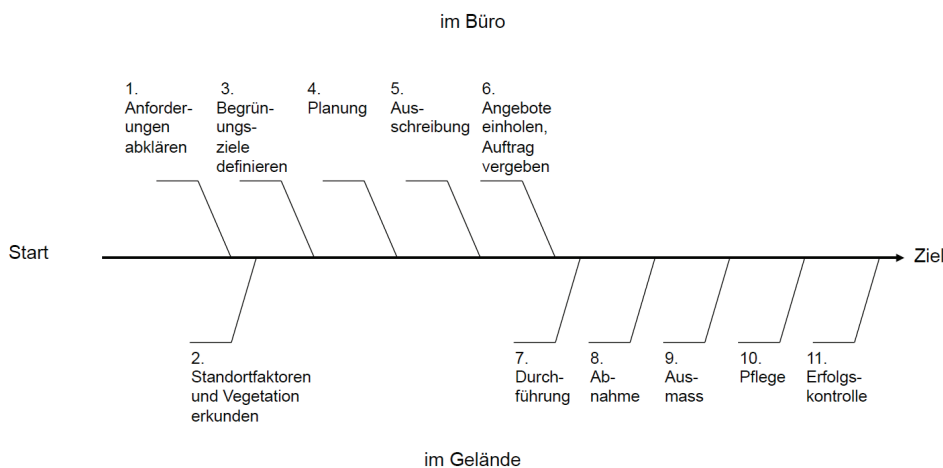 im Büro
1.
Anforder-
ungen
abklären
3.
Begrün-
ungs-
ziele
definieren
4.
Planung
5.
Aus-
schreibung
6.
Angebote
einholen,
Auftrag
vergeben
Start
Ziel
2.
Standortfaktoren
und Vegetation
erkunden
7.
Durch-
führung
8.
Ab-
nahme
9.
Aus-
mass
10.
Pflege
11.
Erfolgs-
kontrolle
im Gelände